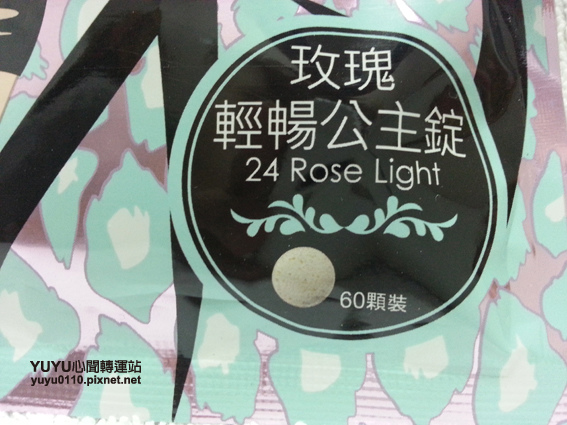 玫瑰
輕暢公主錠
24 Rose Light
60顆裝
YUYU心聞轉運站
yuyu0110.pixnet.net